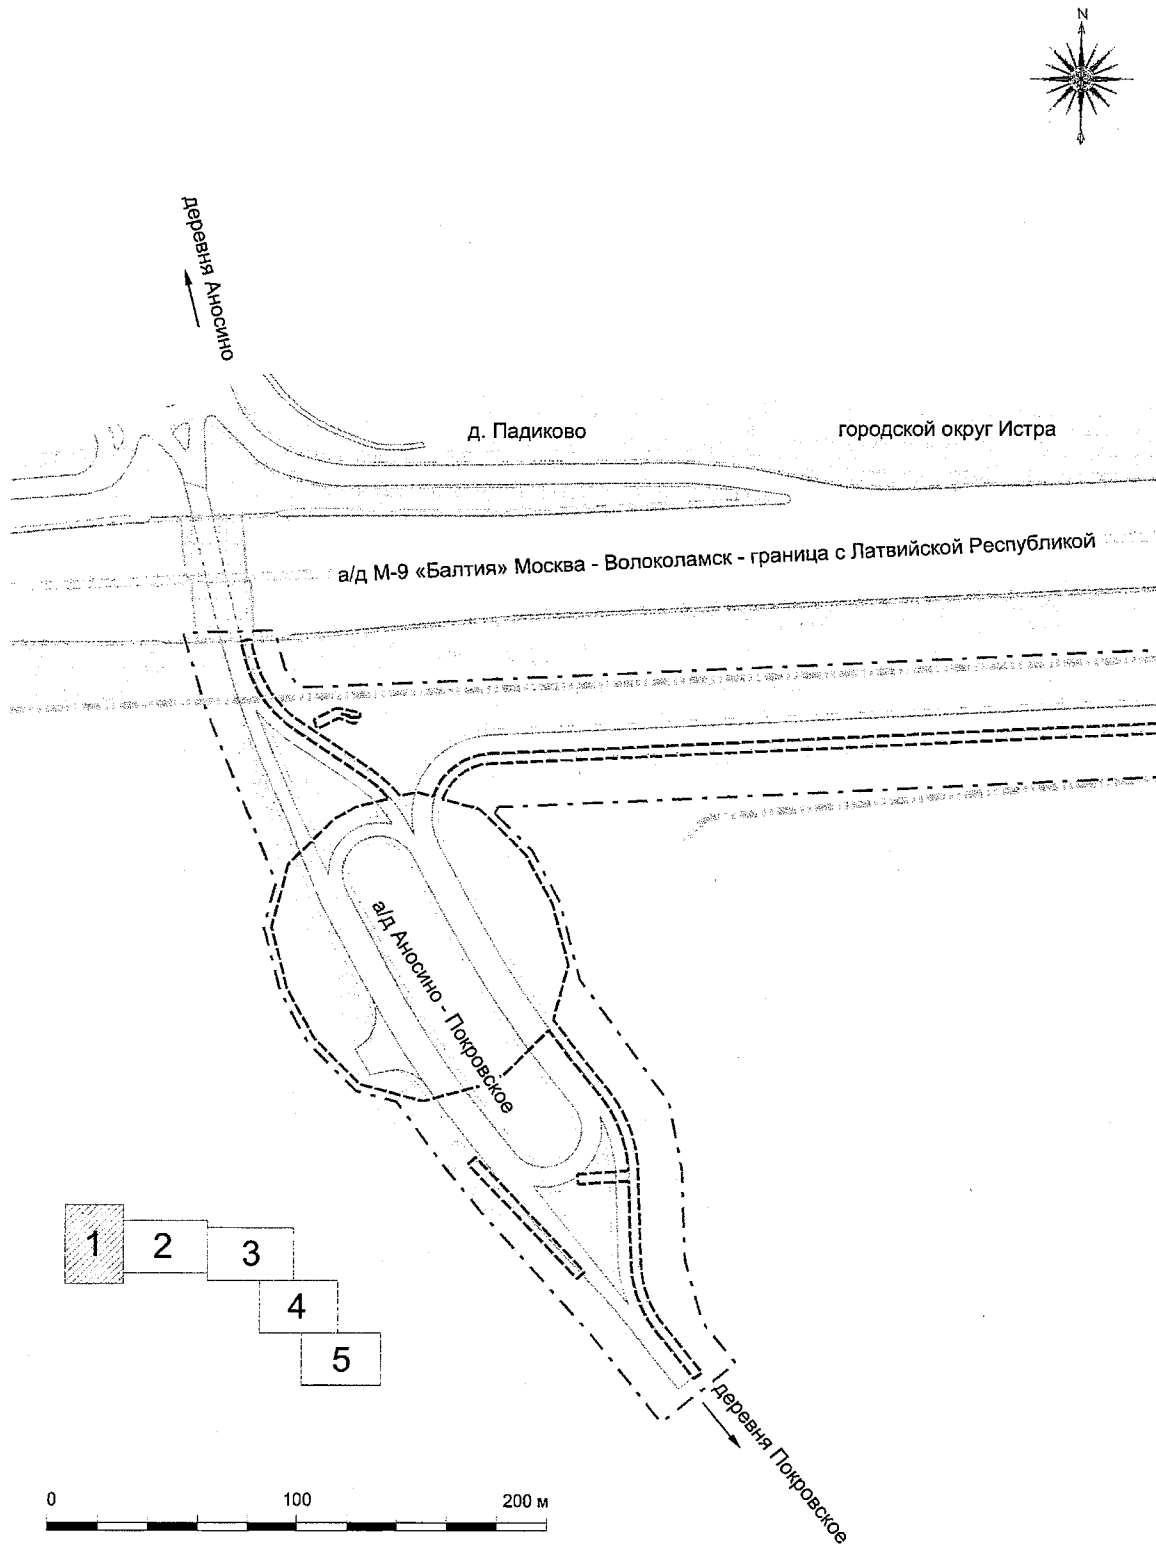 N
деревня Аносино
д. Падиково
городской округ Истра
а/д М-9 «Балтия» Москва - Волоколамск - граница с Латвийской Республикой
а/д Аносино - Покровское
1
2
3
4
5
деревня Покровское
0 100 200 м